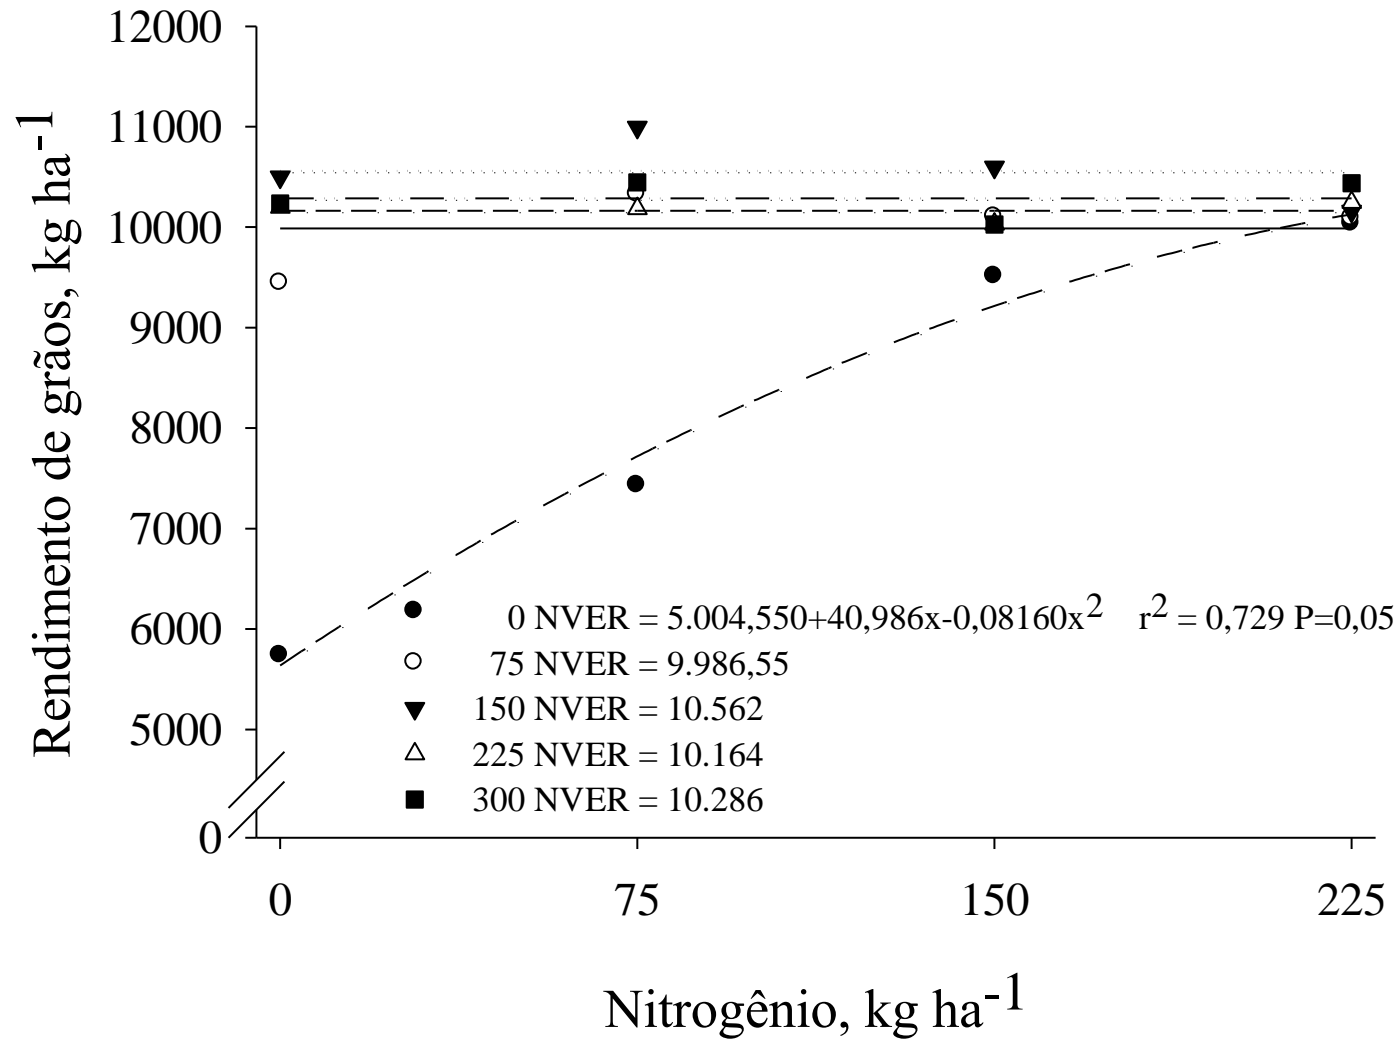 12000
11000
10000
9000
8000
7000
6000
5000
0
Rendimento de grãos, kg ha-1
0 NVER = 5.004,550+40,986x-0,08160x2 r2 = 0,729 P=0,05
75 NVER = 9.986,55
150 NVER = 10.562
225 NVER = 10.164
300 NVER = 10.286
0 75 150 225
Nitrogênio, kg ha-1